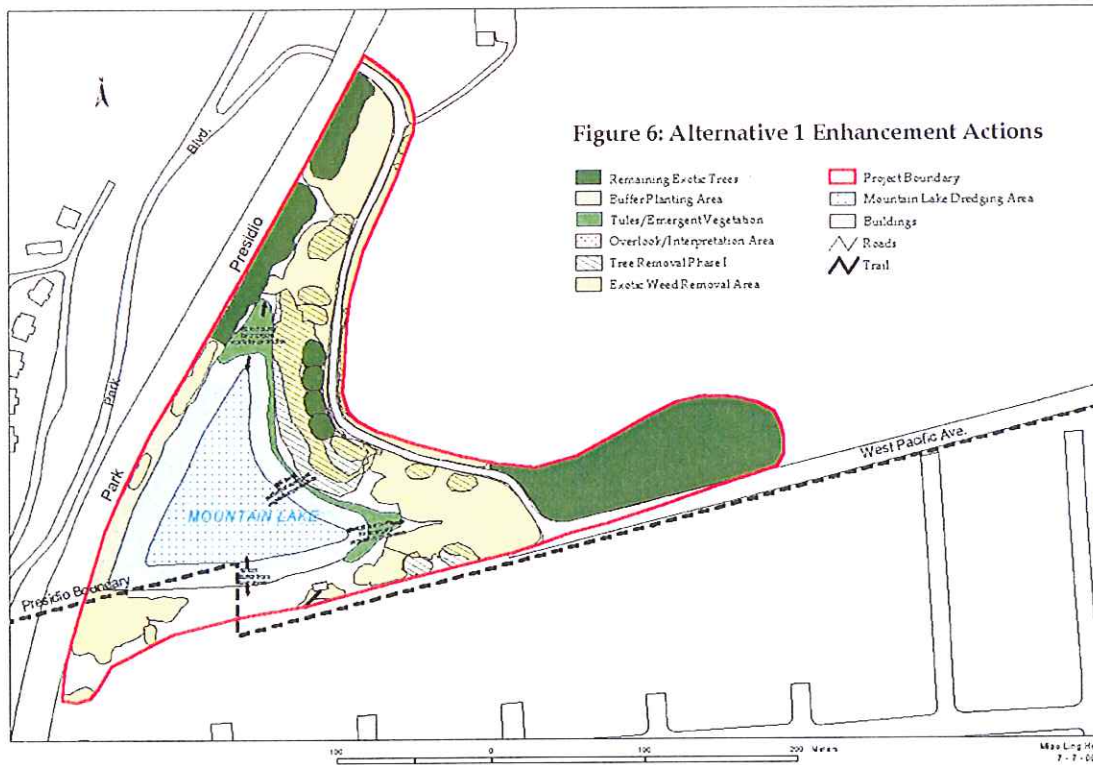 Figure 6: Alternative 1 Enhancement Actions
Remaining Exotic Trees
Buffer Planting Area
Tules/Emergent Vegetation
Overlook/Interpretation Area
Tree Removal Phase I
Exotic Weed Removal Area
Project Boundary
Mountain Lake Dredging Area
Buildings
Roads
Trail
Blvd.
Presidio
Park
Park
MOUNTAIN LAKE
Presidio Boundary
West Pacific Ave.
100 0 100 200 Meters